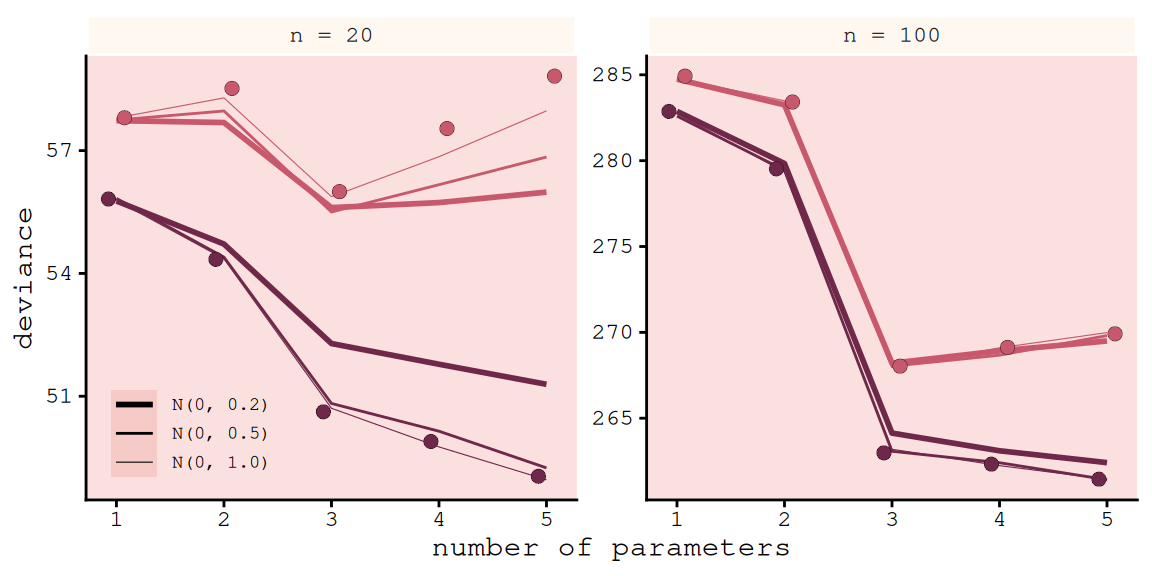 n = 20
n = 100
deviance
57
54
51
N(0, 0.2)
N(0, 0.5)
N(0, 1.0)
1 2 3 4 5
285
280
275
270
265
1 2 3 4 5
number of parameters